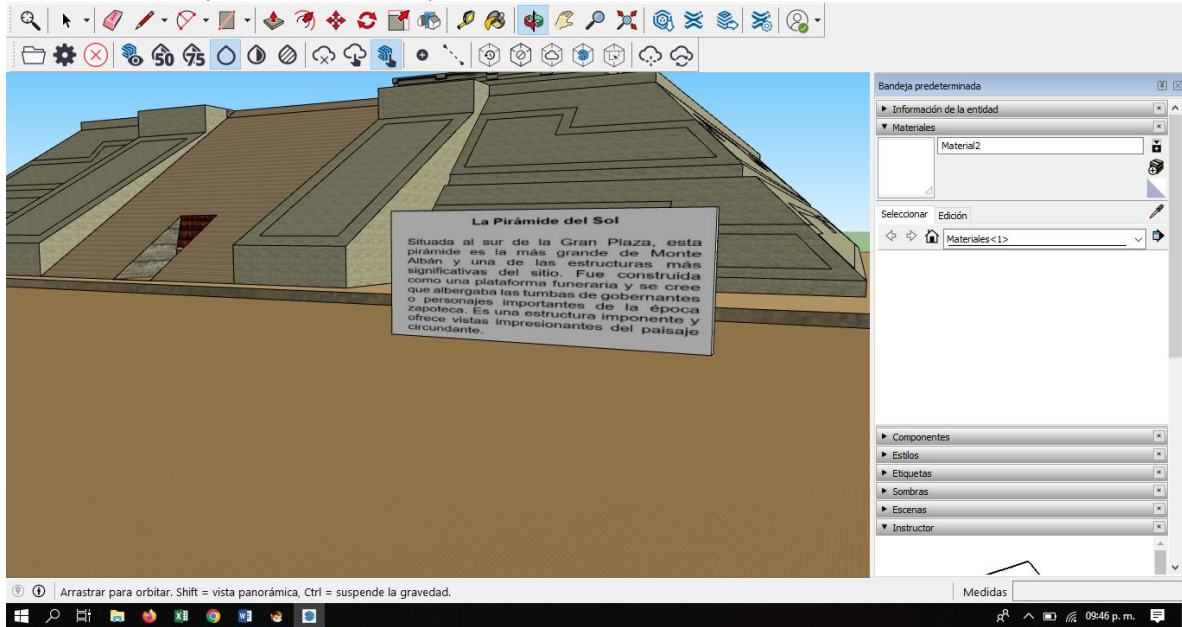 50
75
Bandeja predeterminada
Información de la entidad
Materiales
Material2
Seleccionar Edición
Materiales<1>
La Pirámide del Sol
Situada al sur de la Gran Plaza, esta
pirámide es la más grande de Monte
Albán y una de las estructuras más
significativas del sitio. Fue construida
como una plataforma funeraria y se cree
que albergaba las tumbas de gobernantes
o personajes importantes de la época
zapoteca. Es una estructura imponente y
ofrece vistas impresionantes del paisaje
circundante.
Componentes
Estilos
Etiquetas
Sombras
Escenas
Instructor
Arrastrar para orbitar. Shift = vista panorámica, Ctrl = suspende la gravedad.
Medidas
09:46 p. m.